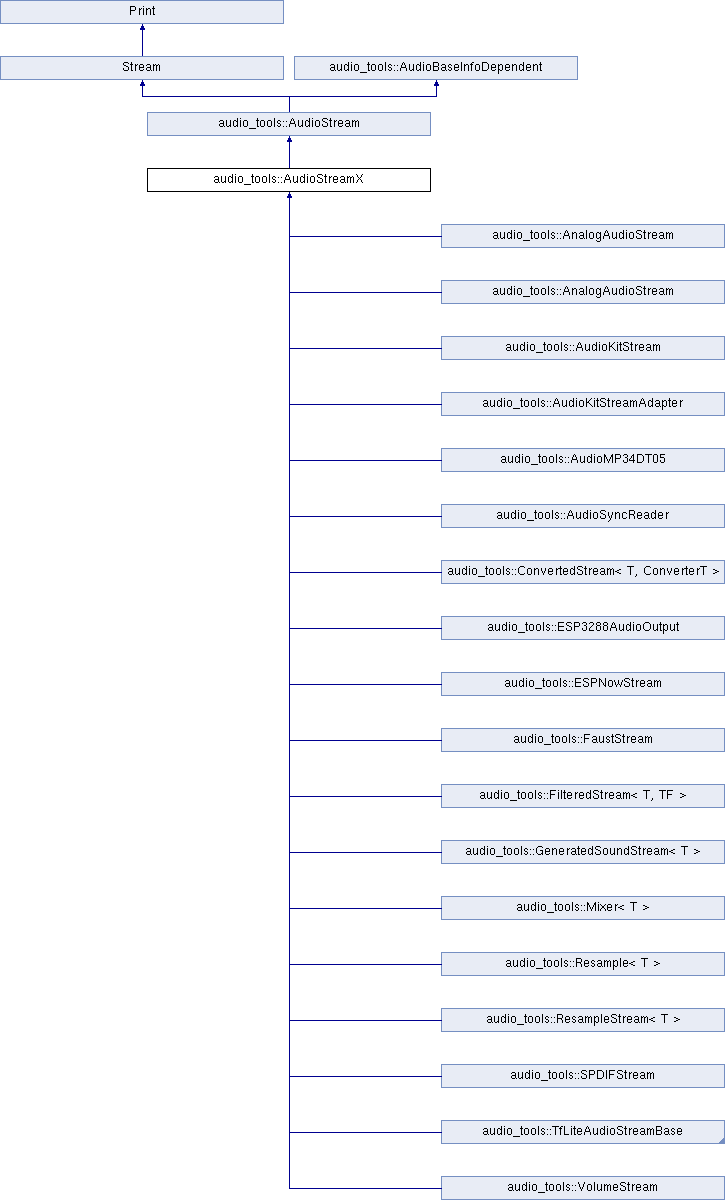 Print
Stream
audio_tools::AudioBaseInfoDependent
audio_tools::AudioStream
audio_tools::AudioStreamX
audio_tools::AnalogAudioStream
audio_tools::AnalogAudioStream
audio_tools::AudioKitStream
audio_tools::AudioKitStreamAdapter
audio_tools::AudioMP34DT05
audio_tools::AudioSyncReader
audio_tools::ConvertedStream< T, ConverterT >
audio_tools::ESP3288AudioOutput
audio_tools::ESPNowStream
audio_tools::FaustStream
audio_tools::FilteredStream< T, TF >
audio_tools::GeneratedSoundStream< T >
audio_tools::Mixer< T >
audio_tools::Resample< T >
audio_tools::ResampleStream< T >
audio_tools::SPDIFStream
audio_tools::TfLiteAudioStreamBase
audio_tools::VolumeStream